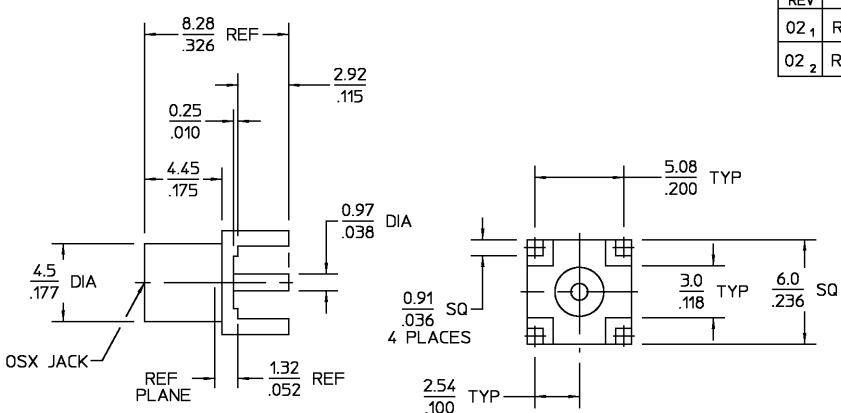 REV
02 1 R
02 2 R
8.28
.326 REF
2.92
.115
0.25
.010
4.45
.175
0.97
.038 DIA
4.5
.177 DIA
OSX JACK
REF
PLANE
1.32
.052 REF
5.08
.200 TYP
0.91
.036 SQ
4 PLACES
3.0
.118 TYP
6.0
.236 SQ
2.54
.100 TYP